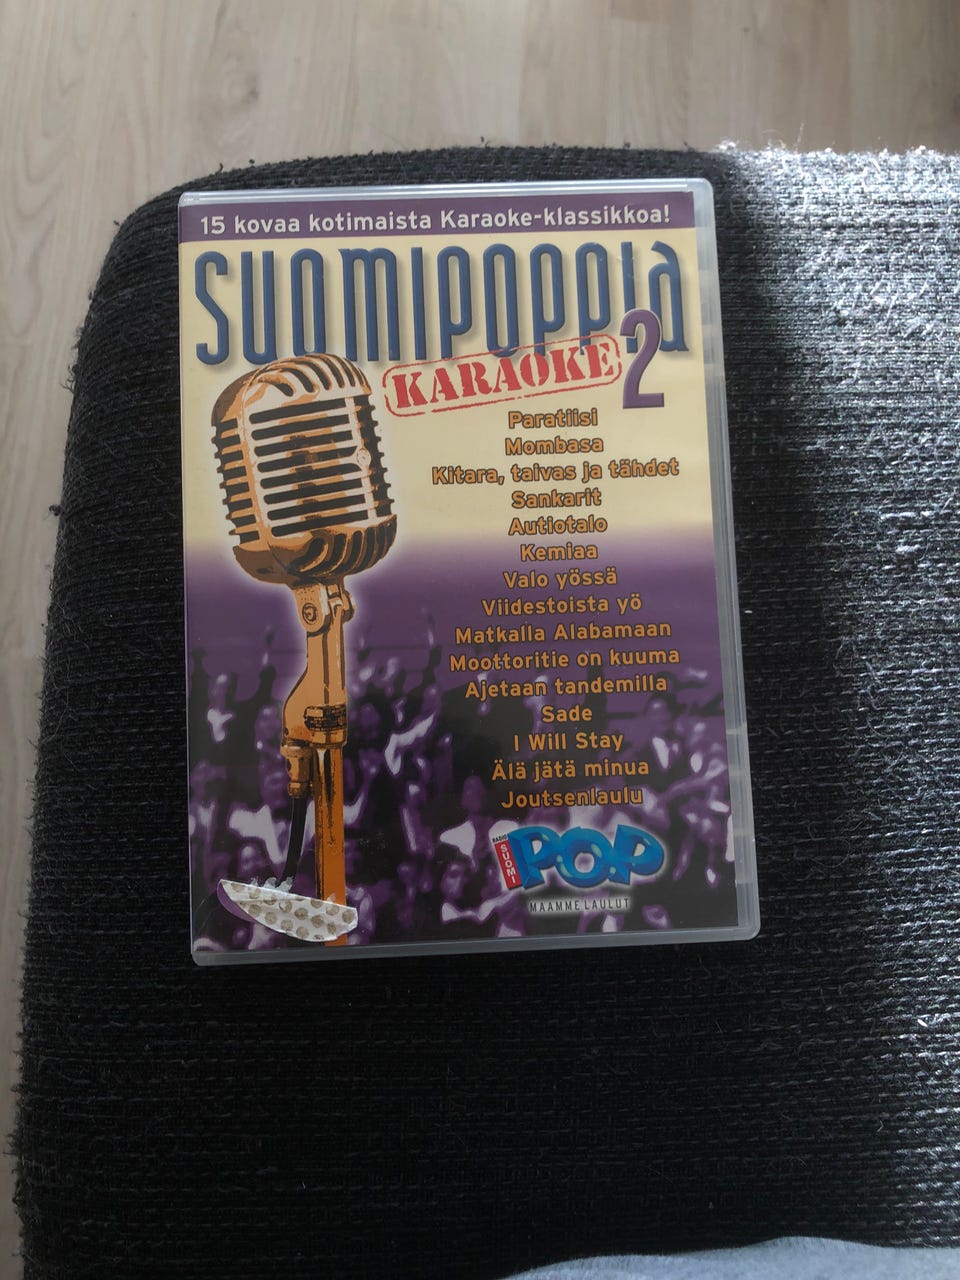 15 kovaa kotimaista Karaoke-klassikkoa!
SUOMIPOPPIA
KARAOKE 2
Paratiisi
Mombasa
Kitara, taivas ja tähdet
Sankarit
Autiotalo
Kemiaa
Valo yössä
Viidestoista yö
Matkalla Alabamaan
Moottoritie on kuuma
Ajetaan tandemilla
Sade
I Will Stay
Älä jätä minua
Joutsenlaulu
RADIO
SUOMI
POP
MAAMME LAULUT